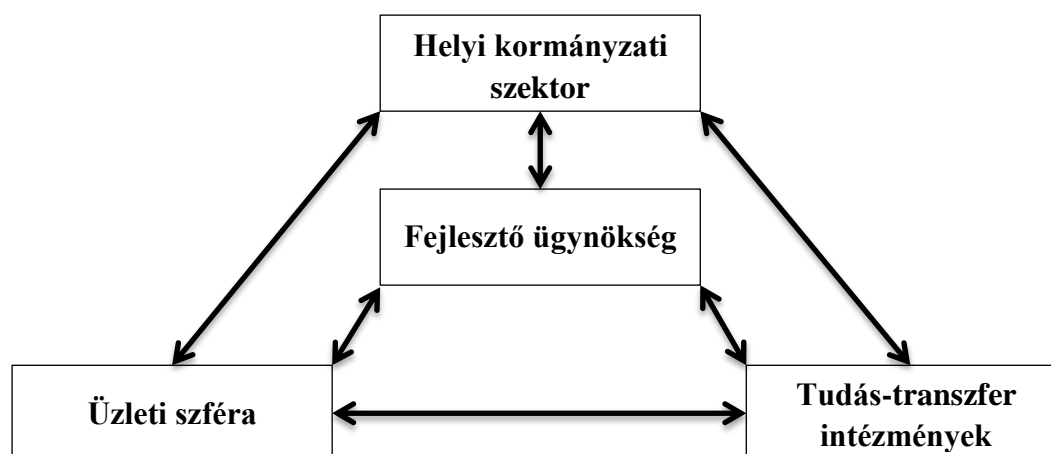 Helyi kormányzati
szektor
Fejlesztő ügynökség
Üzleti szféra
Tudás-transzfer
intézmények